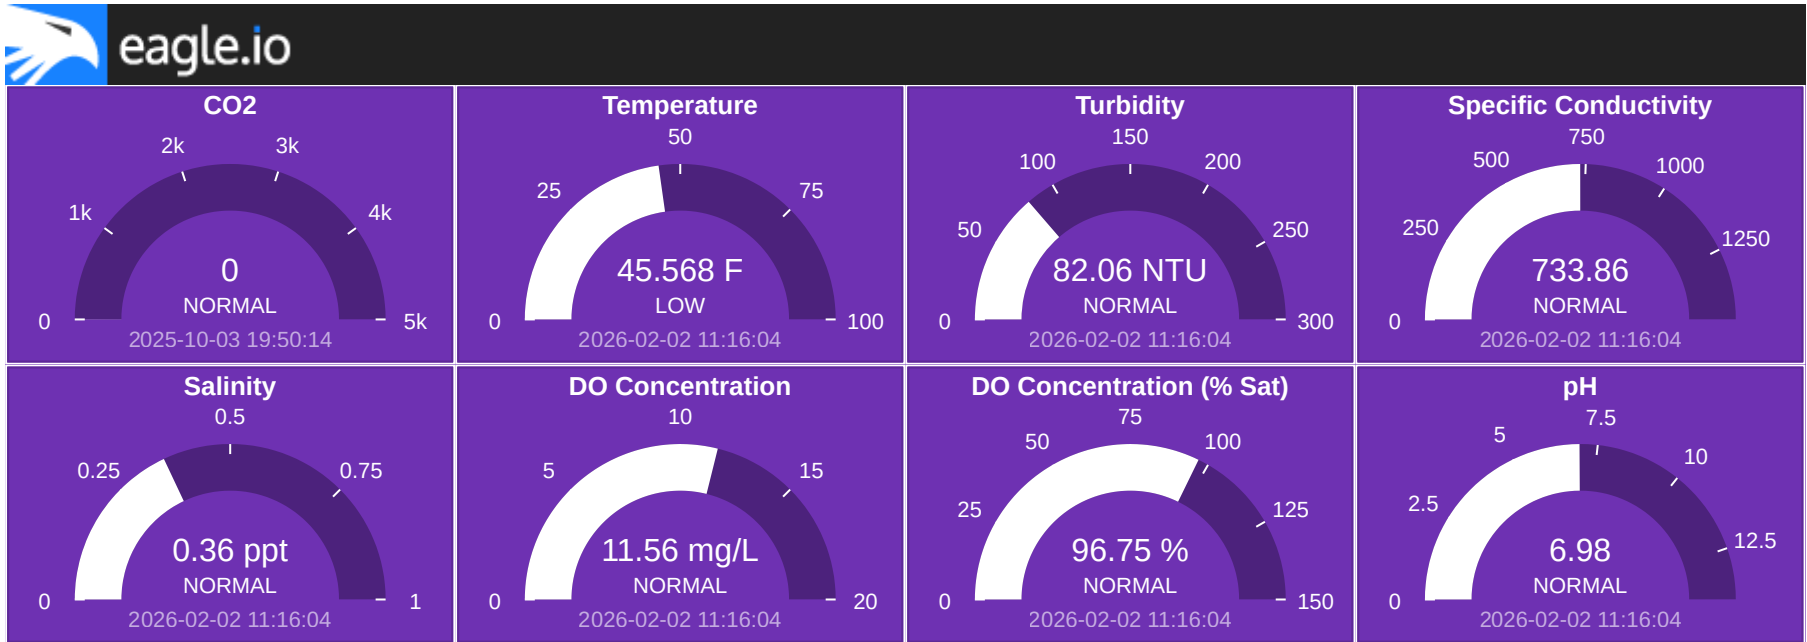 eagle.io
CO2
2k
3k
1k
4k
0
NORMAL
0
5k
2025-10-03 19:50:14
Temperature
50
25
75
45.568 F
LOW
0
100
2026-02-02 11:16:04
Turbidity
150
100
200
50
250
82.06 NTU
NORMAL
0
300
2026-02-02 11:16:04
Specific Conductivity
750
500
1000
250
1250
733.86
NORMAL
0
2026-02-02 11:16:04
Salinity
0.5
0.25
0.75
0.36 ppt
NORMAL
0
1
2026-02-02 11:16:04
DO Concentration
10
5
15
11.56 mg/L
NORMAL
0
20
2026-02-02 11:16:04
DO Concentration (% Sat)
75
50
100
25
125
96.75 %
NORMAL
0
150
2026-02-02 11:16:04
pH
7.5
5
10
2.5
12.5
6.98
NORMAL
0
2026-02-02 11:16:04